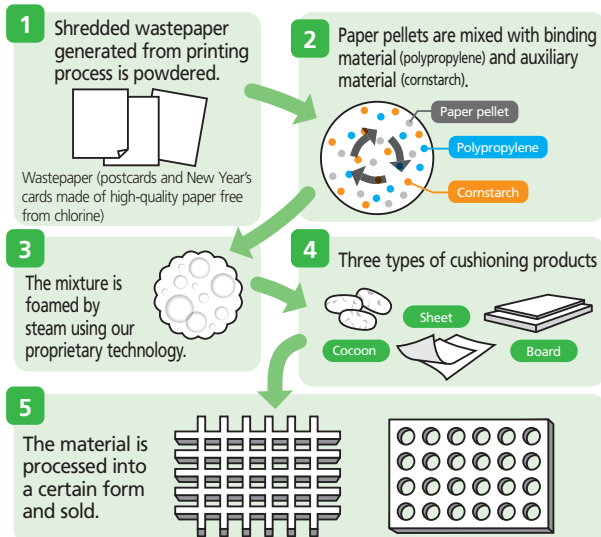 1
Shredded wastepaper
generated from printing
process is powdered.
Wastepaper (postcards and New Year's
cards made of high-quality paper free
from chlorine)
2
Paper pellets are mixed with binding
material (polypropylene) and auxiliary
material (cornstarch).
Paper pellet
Polypropylene
Cornstarch
3
The mixture is
foamed by
steam using our
proprietary technology.
4
Three types of cushioning products
Cocoon
Sheet
Board
5
The material is
processed into
a certain form
and sold.